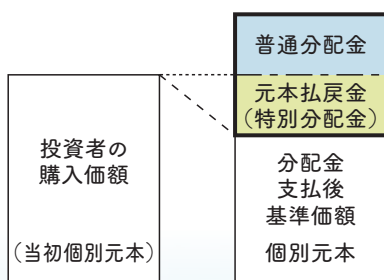 普通分配金
元本払戻金
（特別分配金）
投資者の
購入価額
（当初個別元本）
分配金
支払後
基準価額
個別元本